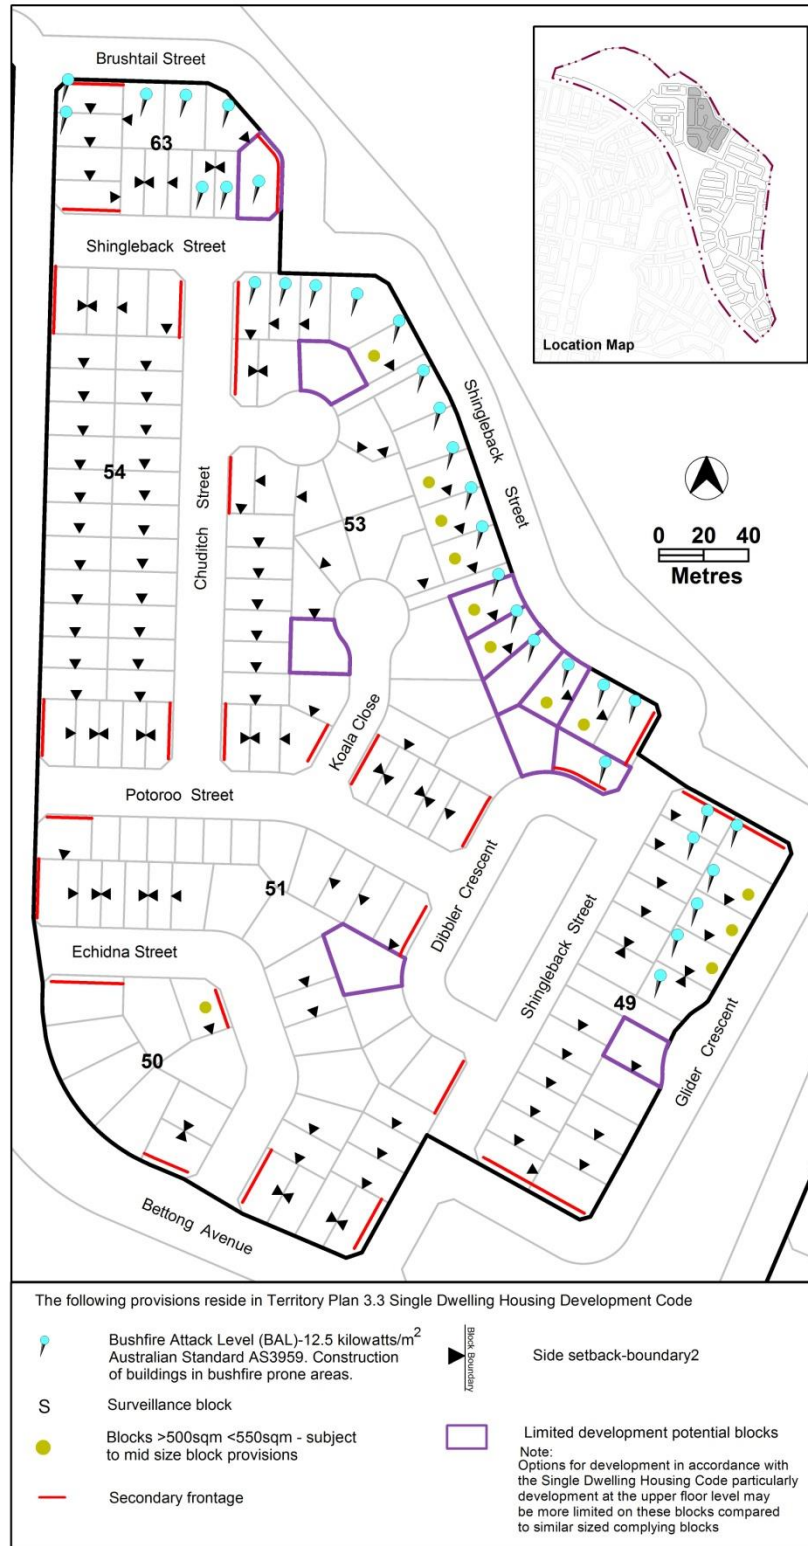 Brushtail Street
63
Shingleback Street
Location Map
Shingleback Street
54
Chuditch Street
53
0 20 40
Metres
Koala Close
Potoroo Street
51
Dibbler Crescent
Echidna Street
Shingleback Street
49
Glider Crescent
50
Bettong Avenue
The following provisions reside in Territory Plan 3.3 Single Dwelling Housing Development Code
Bushfire Attack Level (BAL)-12.5 kilowatts/m²
Australian Standard AS3959. Construction
of buildings in bushfire prone areas.
Block Boundary
Side setback-boundary2
S
Surveillance block
Blocks >500sqm <550sqm - subject
to mid size block provisions
Secondary frontage
Limited development potential blocks
Note:
Options for development in accordance with
the Single Dwelling Housing Code particularly
development at the upper floor level may
be more limited on these blocks compared
to similar sized complying blocks